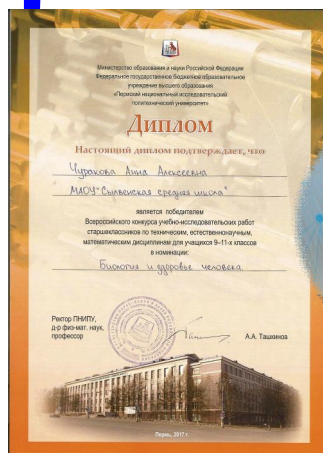 Министерство образования и науки Российской Федерации
Федеральное государственное бюджетное образовательное
учреждение высшего образования
«Пермский национальный исследовательский
политехнический университет»
Диплом
Настоящий диплом подтверждает, что
Чуракова Анна Алексеевна
МАОУ "Сылвенская средняя школа"
является победителем
Всероссийского конкурса учебно-исследовательских работ
старшеклассников по техническим, естественнонаучным,
математическим дисциплинам для учащихся 9–11-х классов
в номинации:
Биология и здоровье человека
Ректор ПНИПУ,
д-р физ-мат. наук,
профессор
А.А. Ташкинов
Пермь, 2017 г.